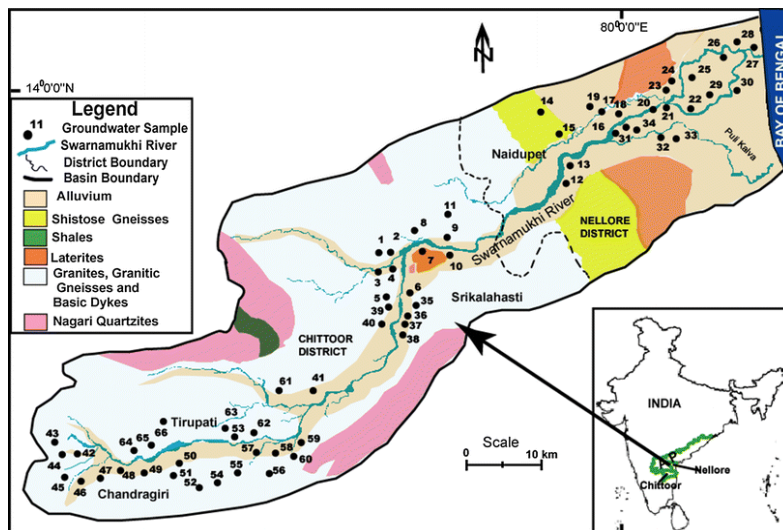 80°0'0"E
14°0'0"N
N
BAY OF BENGAL
Legend
11
Groundwater Sample
Swarnamukhi River
District Boundary
Basin Boundary
Alluvium
Shistose Gneisses
Shales
Laterites
Granites, Granitic
Gneisses and
Basic Dykes
Nagari Quartzites
28
26
27
24
25
23
29
30
14
19
17
18
20
21
22
15
16
31
34
32
33
Puli Kalva
Naidupet
13
12
NELLORE
DISTRICT
Swarnamukhi River
11
8
1
2
9
7
10
3
4
5
6
39
35
36
40
37
38
Srikalahasti
CHITTOOR
DISTRICT
61
41
Tirupati
63
66
53
62
43
65
64
59
42
57
58
60
44
50
47
48
49
51
55
56
45
46
52
54
Chandragiri
Scale
10 km
INDIA
Nellore
Chittoor